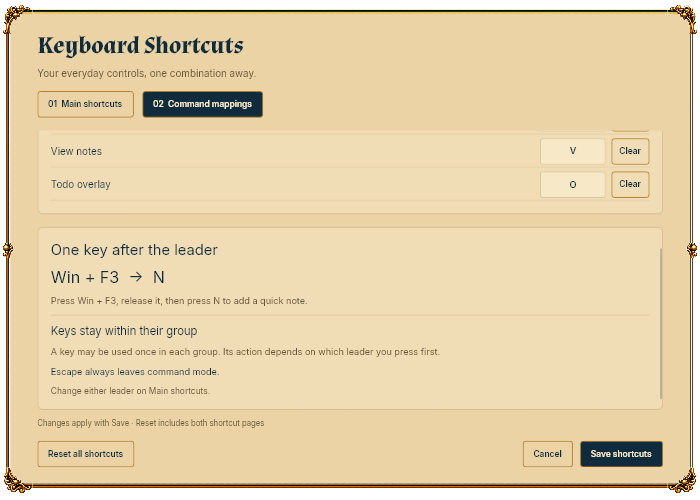 Keyboard Shortcuts
Your everyday controls, one combination away.
01 Main shortcuts
02 Command mappings
View notes V Clear
Todo overlay O Clear
One key after the leader
Win + F3 → N
Press Win + F3, release it, then press N to add a quick note.
Keys stay within their group
A key may be used once in each group. Its action depends on which leader you press first.
Escape always leaves command mode.
Change either leader on Main shortcuts.
Changes apply with Save · Reset includes both shortcut pages
Reset all shortcuts
Cancel
Save shortcuts